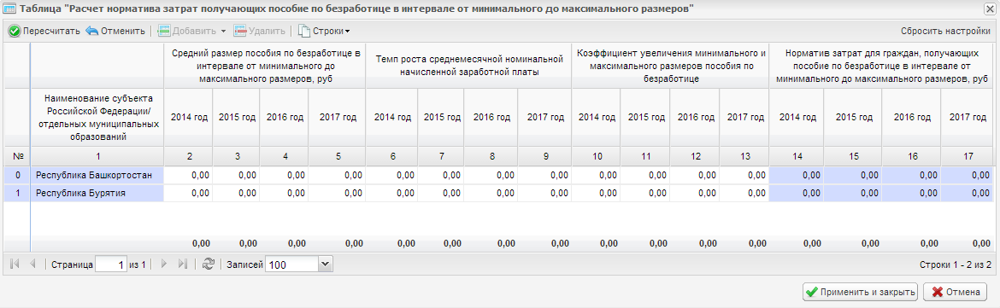 Таблица "Расчет норматива затрат получающих пособие по безработице в интервале от минимального до максимального размеров"
Пересчитать Отменить Добавить Удалить Строки Сбросить настройки
Средний размер пособия по безработице в интервале от минимального до максимального размеров, руб
Темп роста среднемесячной номинальной начисленной заработной платы
Коэффициент увеличения минимального и максимального размеров пособия по безработице
Норматив затрат для граждан, получающих пособие по безработице в интервале от минимального до максимального размеров, руб
Наименование субъекта Российской Федерации/ отдельных муниципальных образований
2014 год 2015 год 2016 год 2017 год 2014 год 2015 год 2016 год 2017 год 2014 год 2015 год 2016 год 2017 год 2014 год 2015 год 2016 год 2017 год
№ 1 2 3 4 5 6 7 8 9 10 11 12 13 14 15 16 17
0 Республика Башкортостан 0,00 0,00 0,00 0,00 0,00 0,00 0,00 0,00 0,00 0,00 0,00 0,00 0,00 0,00 0,00 0,00
1 Республика Бурятия 0,00 0,00 0,00 0,00 0,00 0,00 0,00 0,00 0,00 0,00 0,00 0,00 0,00 0,00 0,00 0,00
0,00 0,00 0,00 0,00 0,00 0,00 0,00 0,00 0,00 0,00 0,00 0,00 0,00 0,00 0,00 0,00
Страница 1 из 1 Записей 100 Строки 1 - 2 из 2
Применить и закрыть Отмена